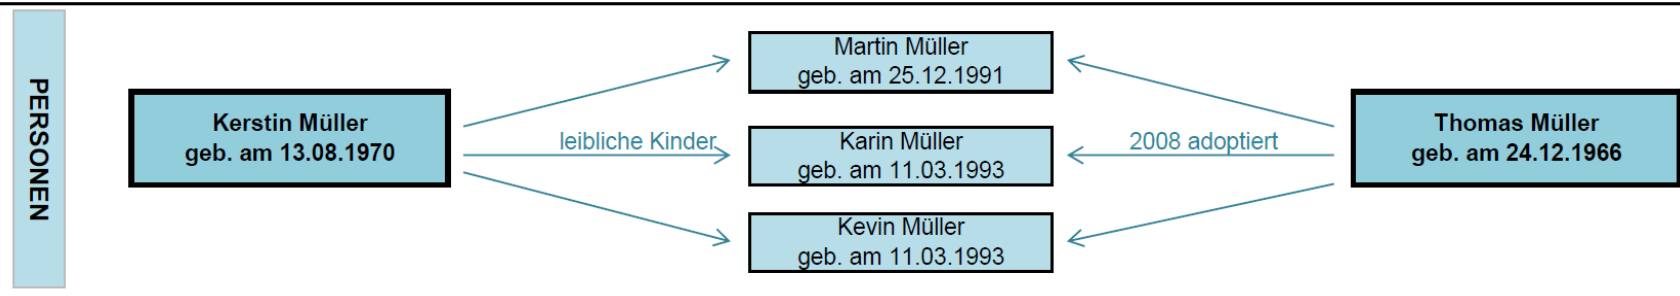 PERSONEN
Kerstin Müller
geb. am 13.08.1970
leibliche Kinder
Martin Müller
geb. am 25.12.1991
Karin Müller
geb. am 11.03.1993
Kevin Müller
geb. am 11.03.1993
2008 adoptiert
Thomas Müller
geb. am 24.12.1966